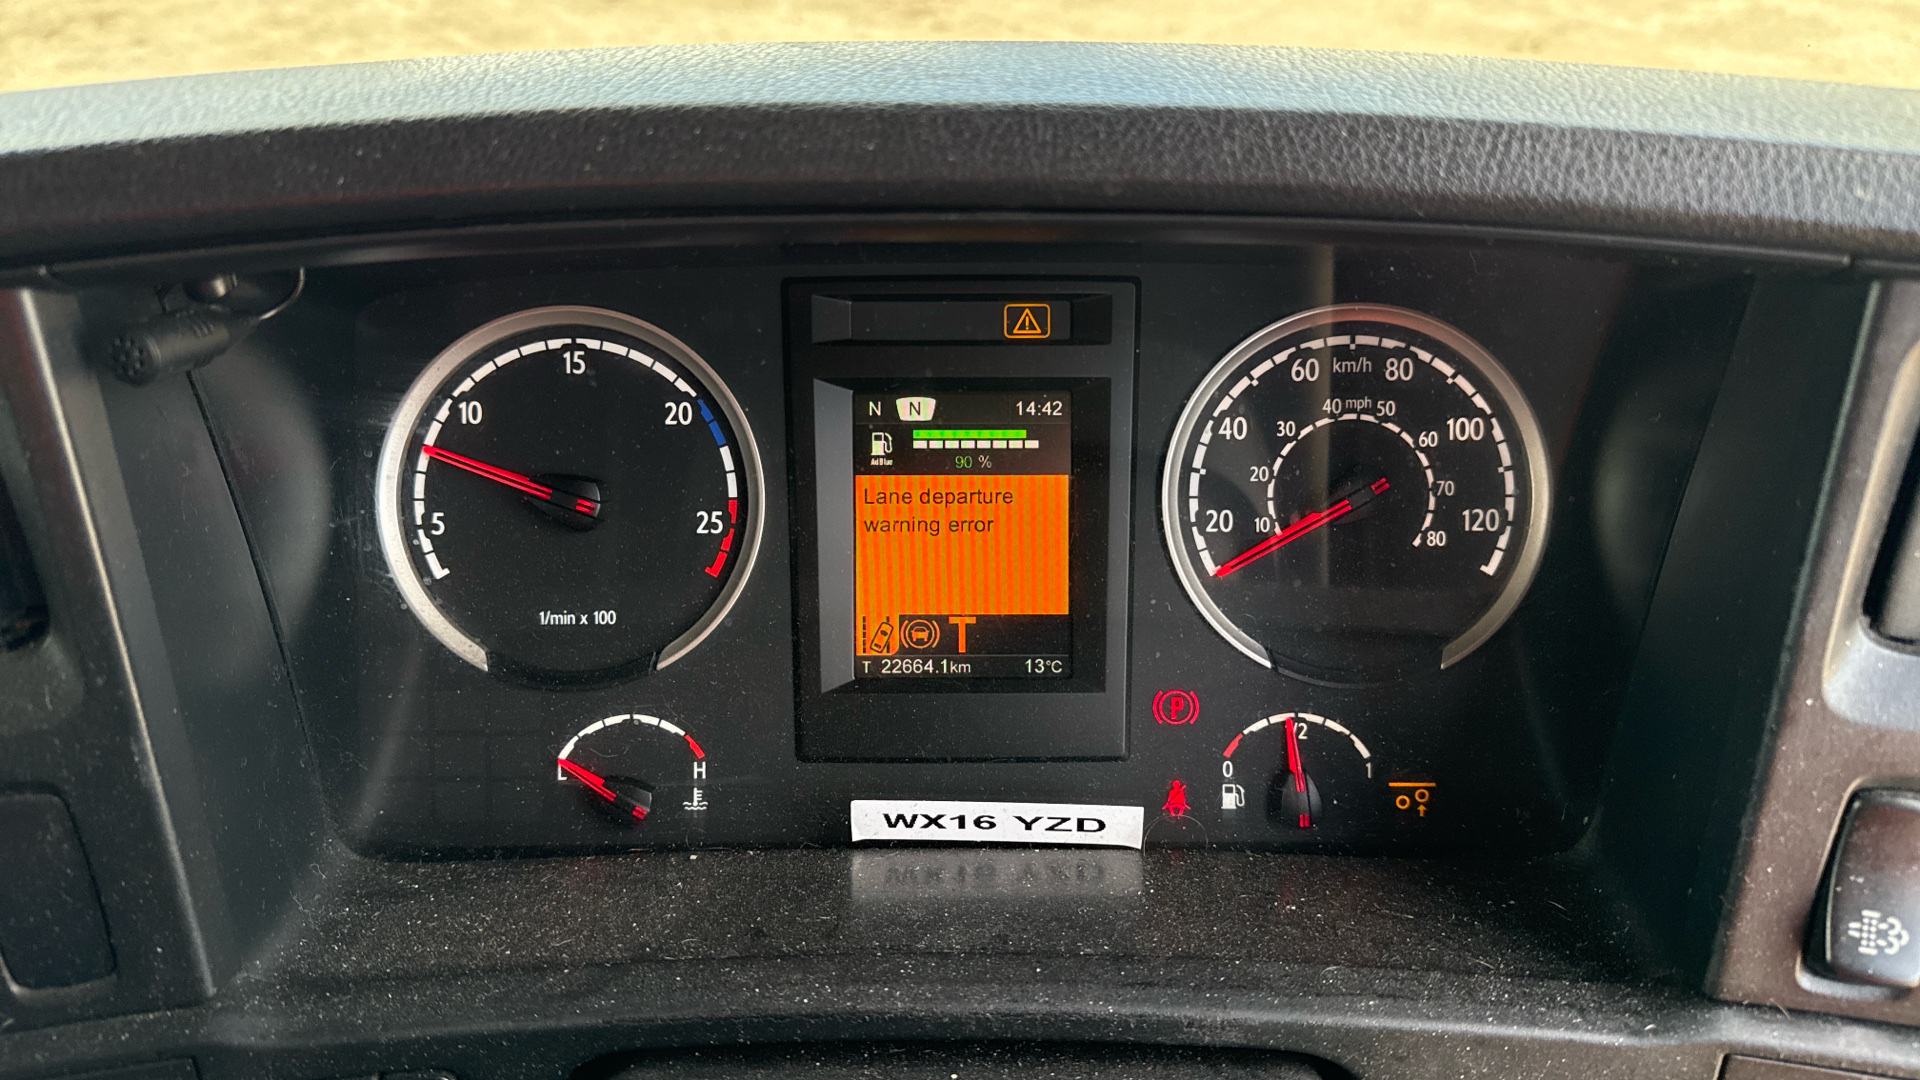 15
10
20
5
25
1/min x 100
N N 14:42
AdBlue
90 %
Lane departure
warning error
T
T 22664.1km 13°C
60 km/h 80
40 100
20 120
40 mph 50
30 60
20 70
10 80
L H
P
0 1/2 1
WX16 YZD